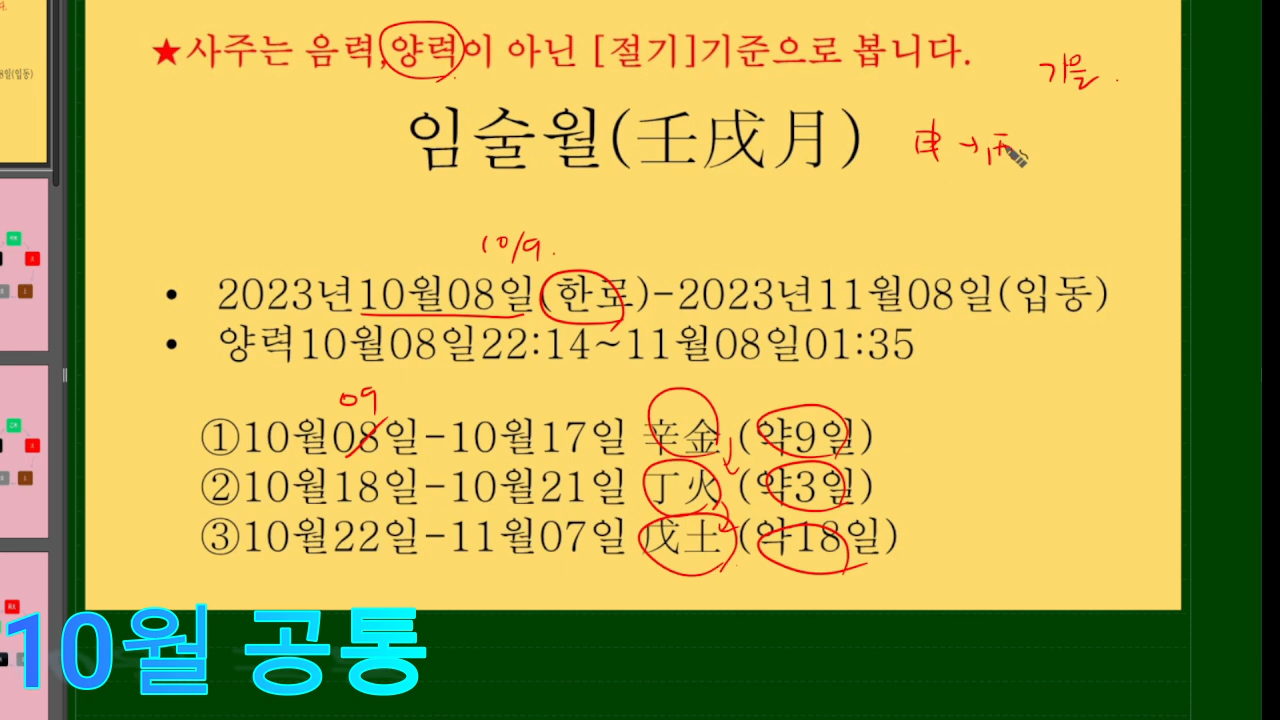 ★사주는 음력,양력이 아닌 [절기]기준으로 봅니다.
가을
임술월(壬戌月)
申→
10/9.
• 2023년10월08일(한로)-2023년11월08일(입동)
• 양력10월08일22:14~11월08일01:35
09
①10월08일-10월17일 辛金 (약9일)
②10월18일-10월21일 丁火 (약3일)
③10월22일-11월07일 戊土 (약18일)
10월 공통
8일(입동)